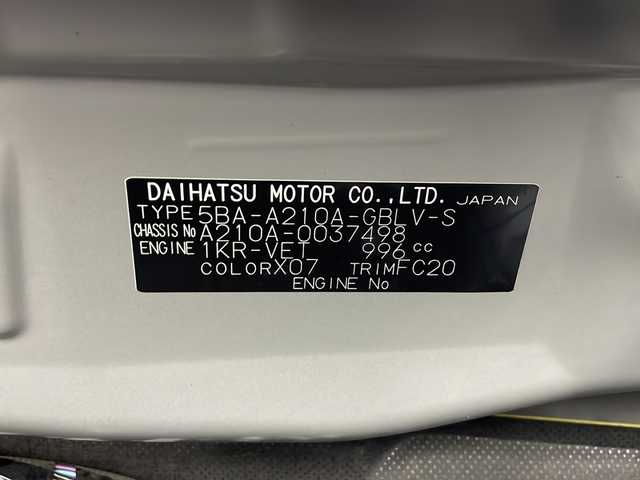 DAIHATSU MOTOR CO.,LTD. JAPAN
TYPE 5BA-A210A-GBLV-S
CHASSIS No A210A-0037498
ENGINE 1KR-VET 996 cc
COLOR X07 TRIM FC20
ENGINE No